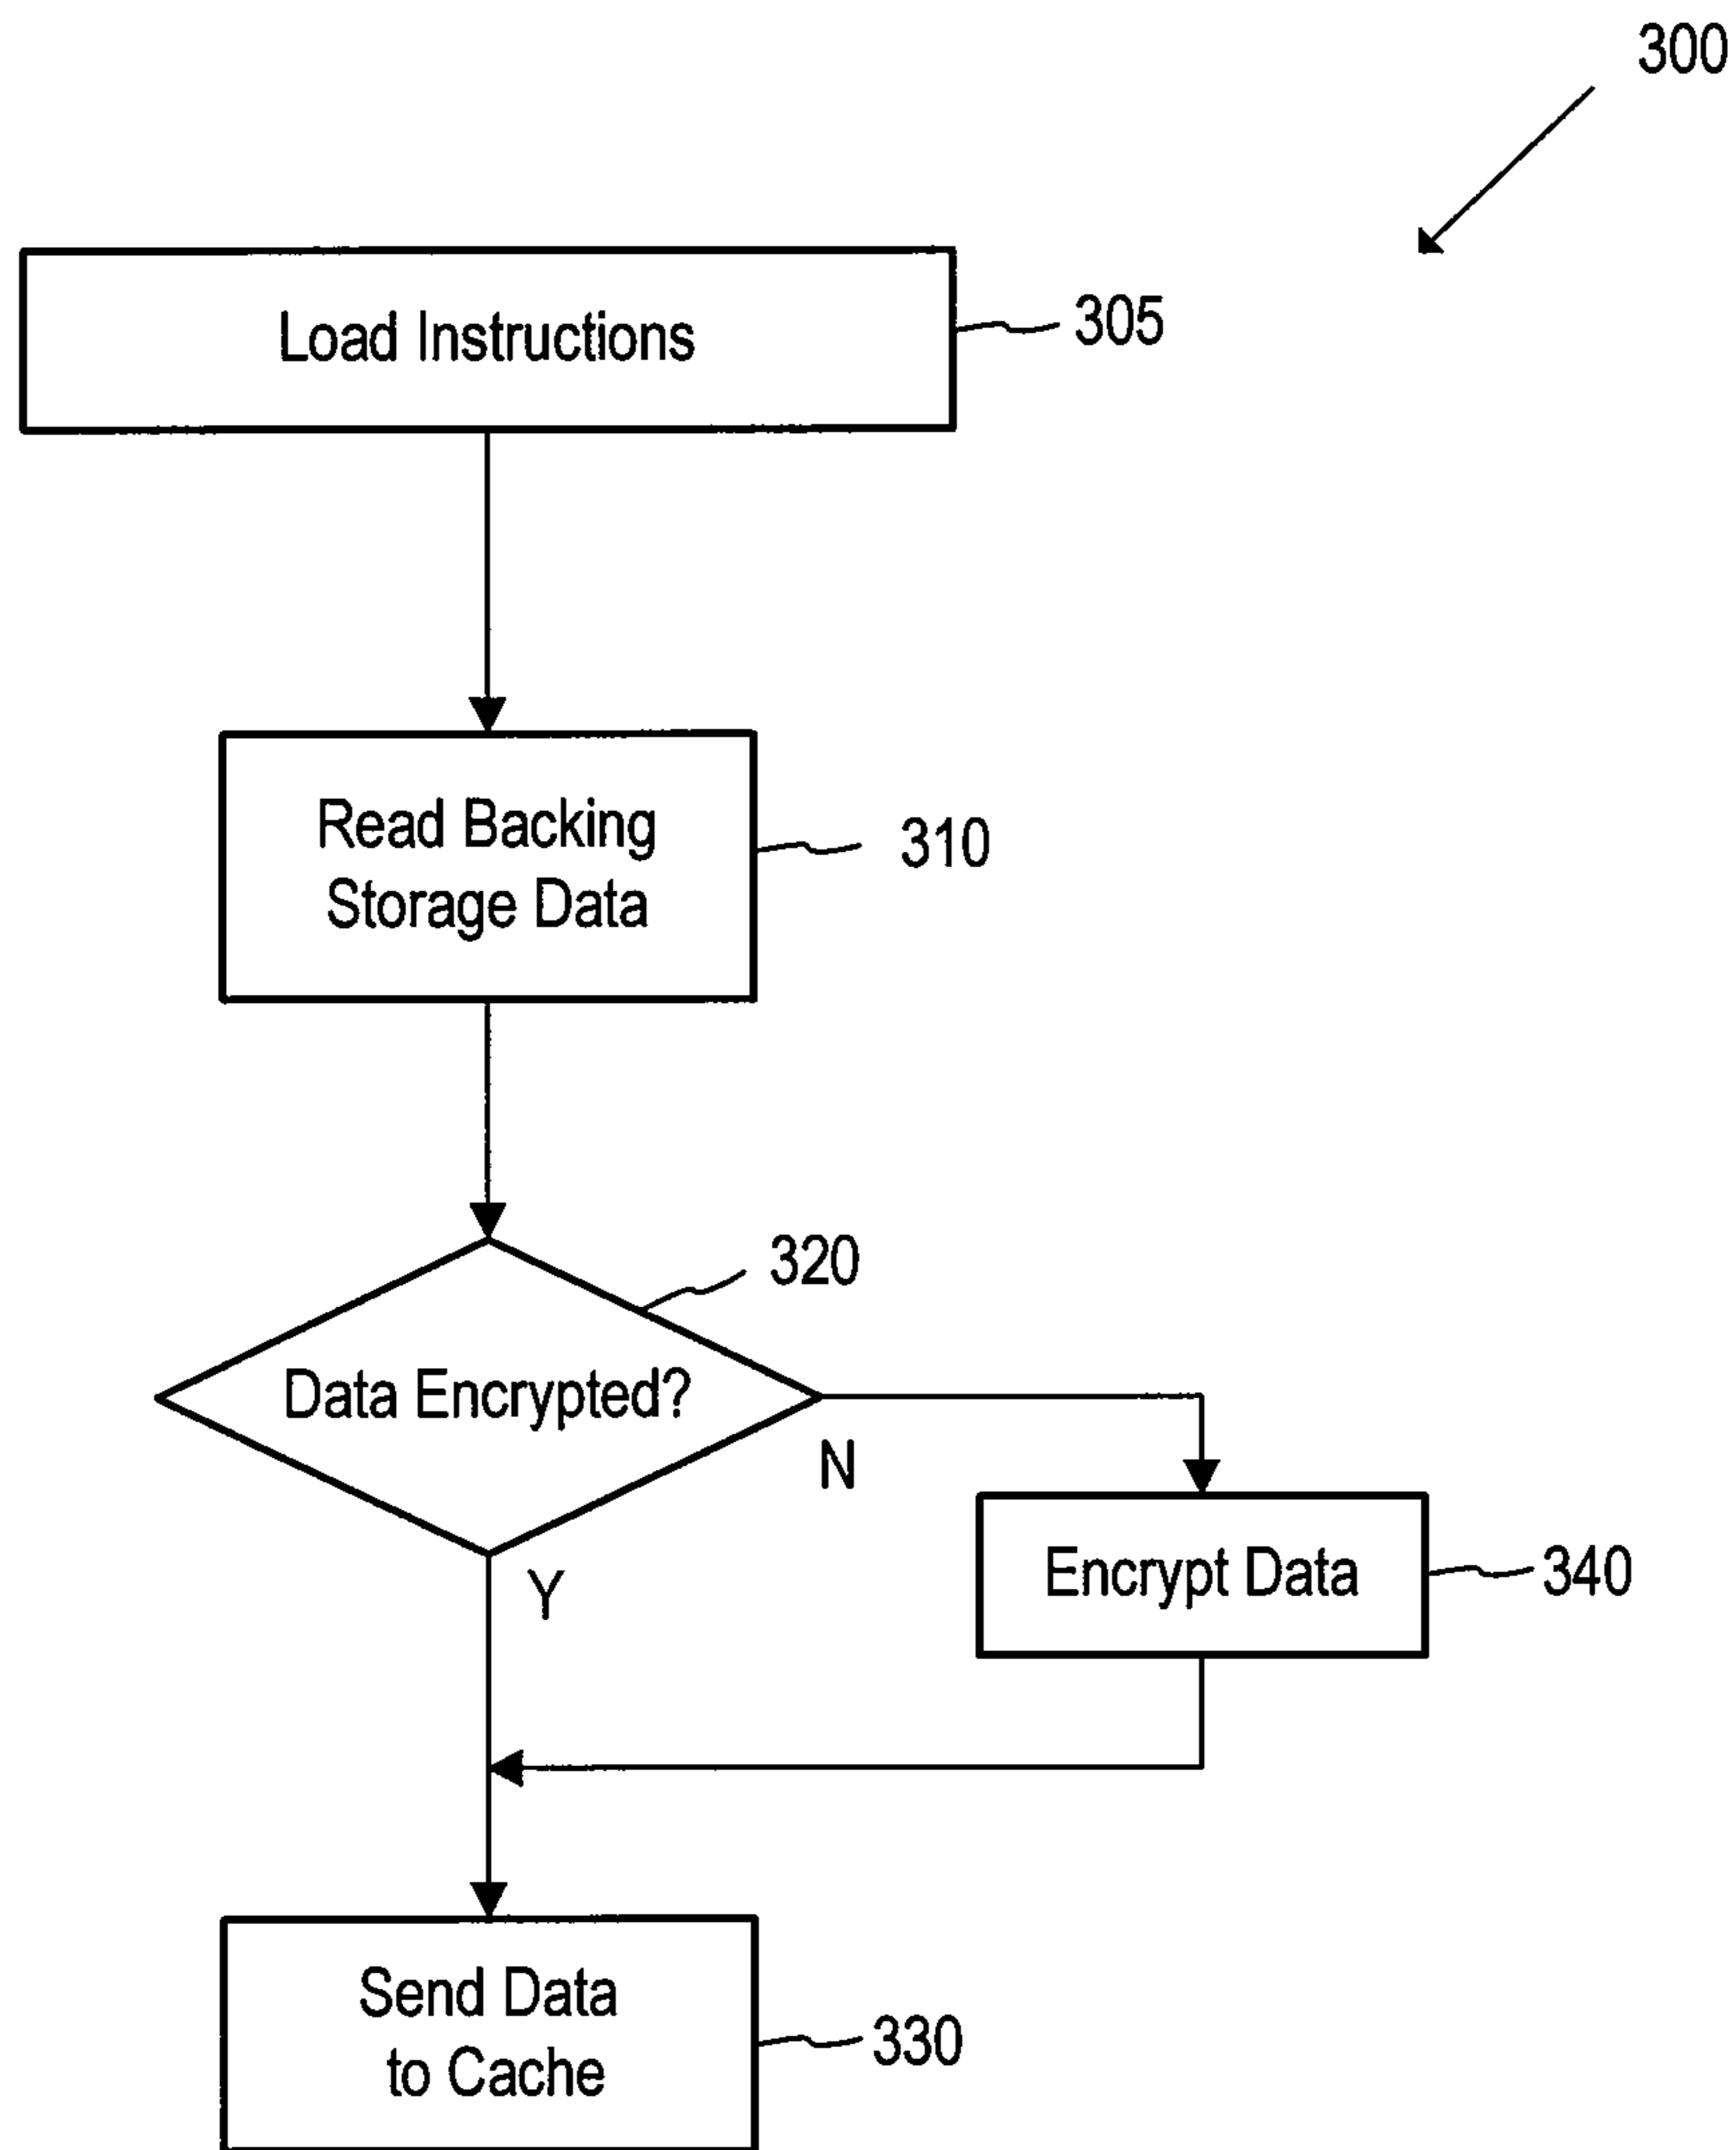 300
Load Instructions
305
Read Backing
Storage Data
310
320
Data Encrypted?
N
Y
Encrypt Data
340
Send Data
to Cache
330